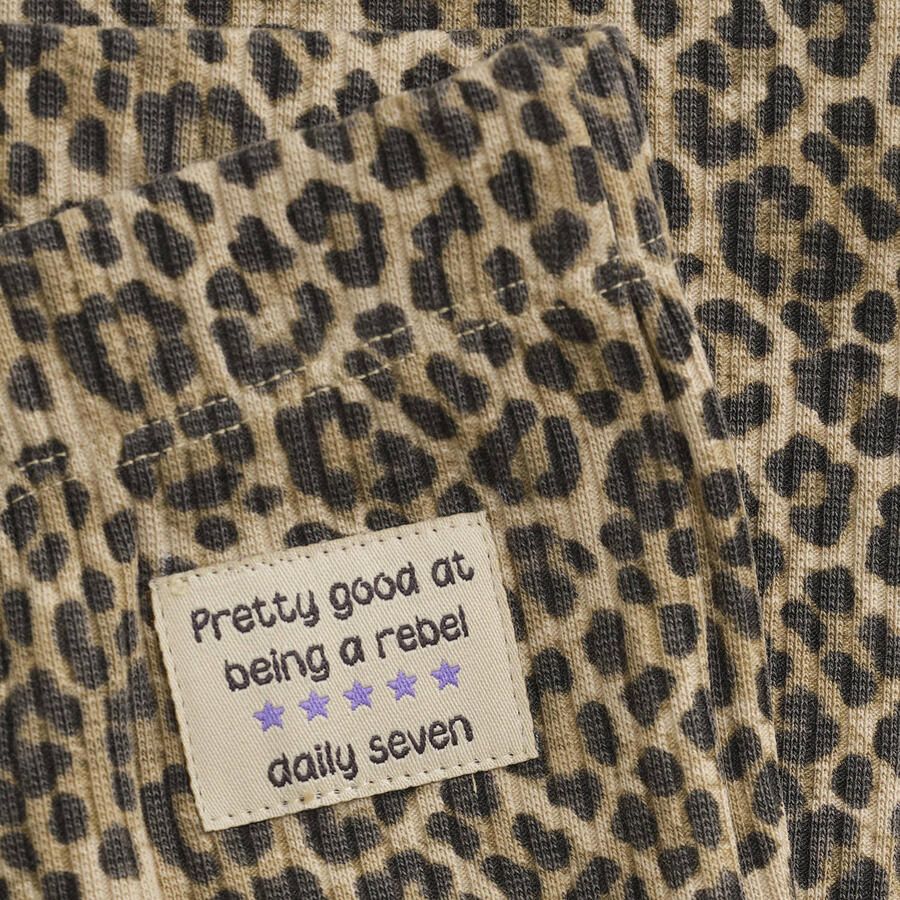 Pretty good at
being a rebel
daily seven